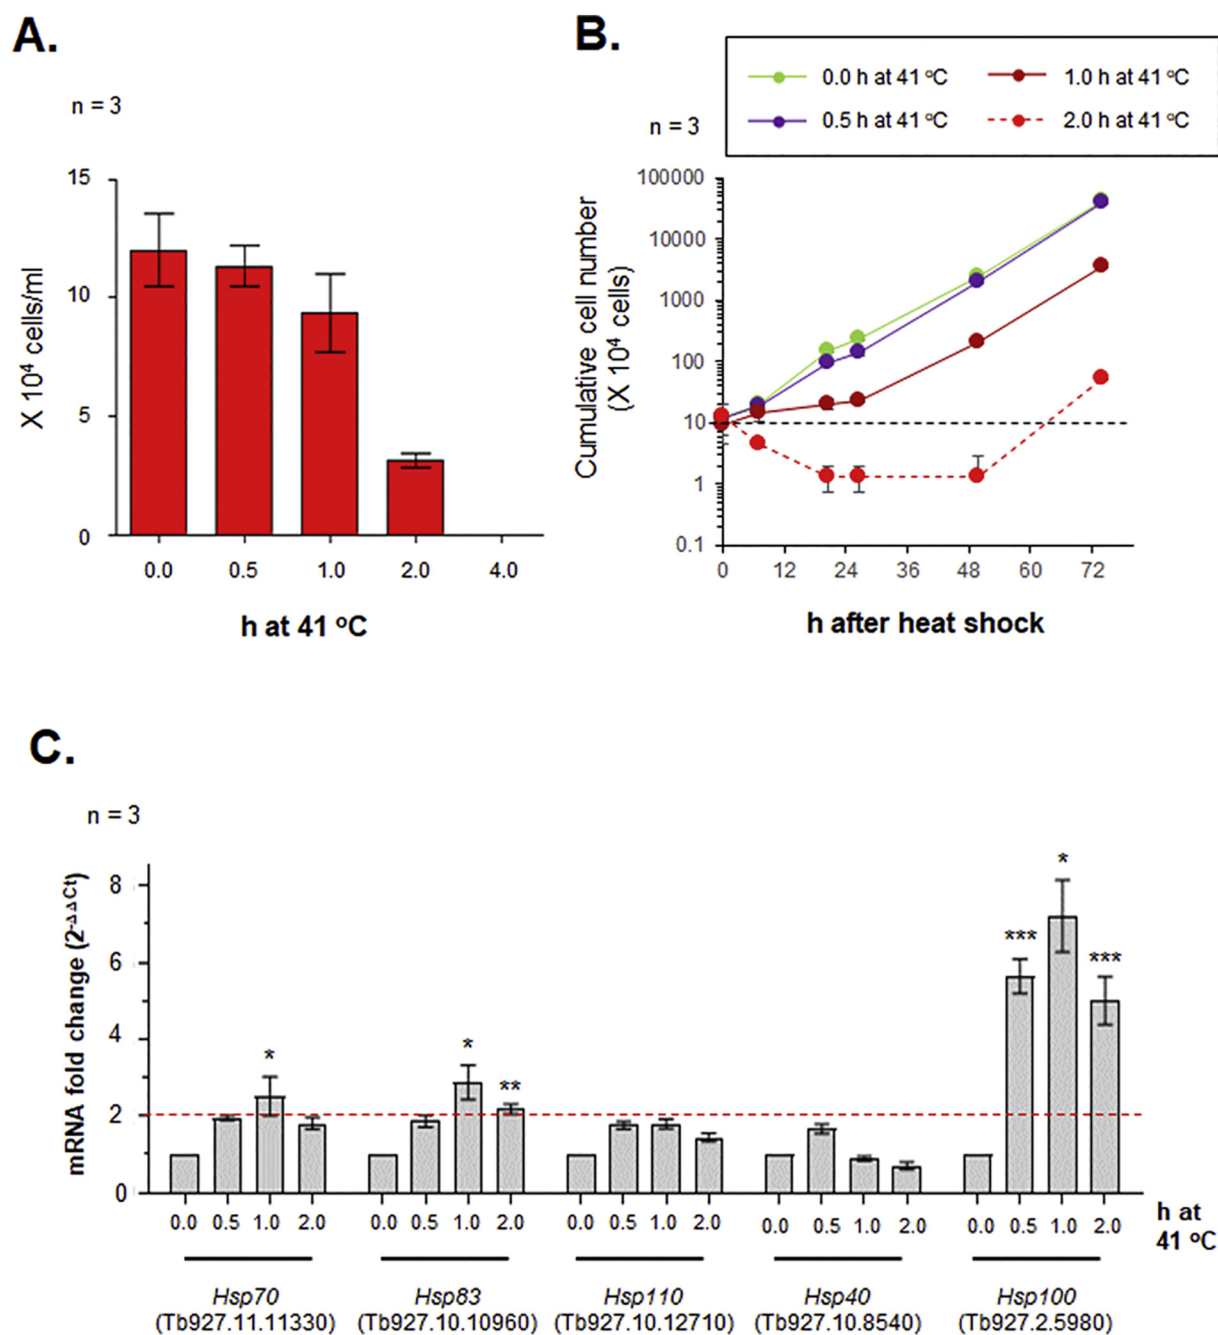 A.
n = 3
15
10
5
0
X 10⁴ cells/ml
0.0 0.5 1.0 2.0 4.0
h at 41 °C
B.
0.0 h at 41 °C 1.0 h at 41 °C
0.5 h at 41 °C 2.0 h at 41 °C
n = 3
100000
10000
1000
100
10
1
0.1
Cumulative cell number
(X 10⁴ cells)
0 12 24 36 48 60 72
h after heat shock
C.
n = 3
mRNA fold change (2⁻ΔΔCt)
8
6
4
2
0
* * ** *** * ***
0.0 0.5 1.0 2.0 0.0 0.5 1.0 2.0 0.0 0.5 1.0 2.0 0.0 0.5 1.0 2.0 0.0 0.5 1.0 2.0
h at
41 °C
Hsp70 Hsp83 Hsp110 Hsp40 Hsp100
(Tb927.11.11330) (Tb927.10.10960) (Tb927.10.12710) (Tb927.10.8540) (Tb927.2.5980)